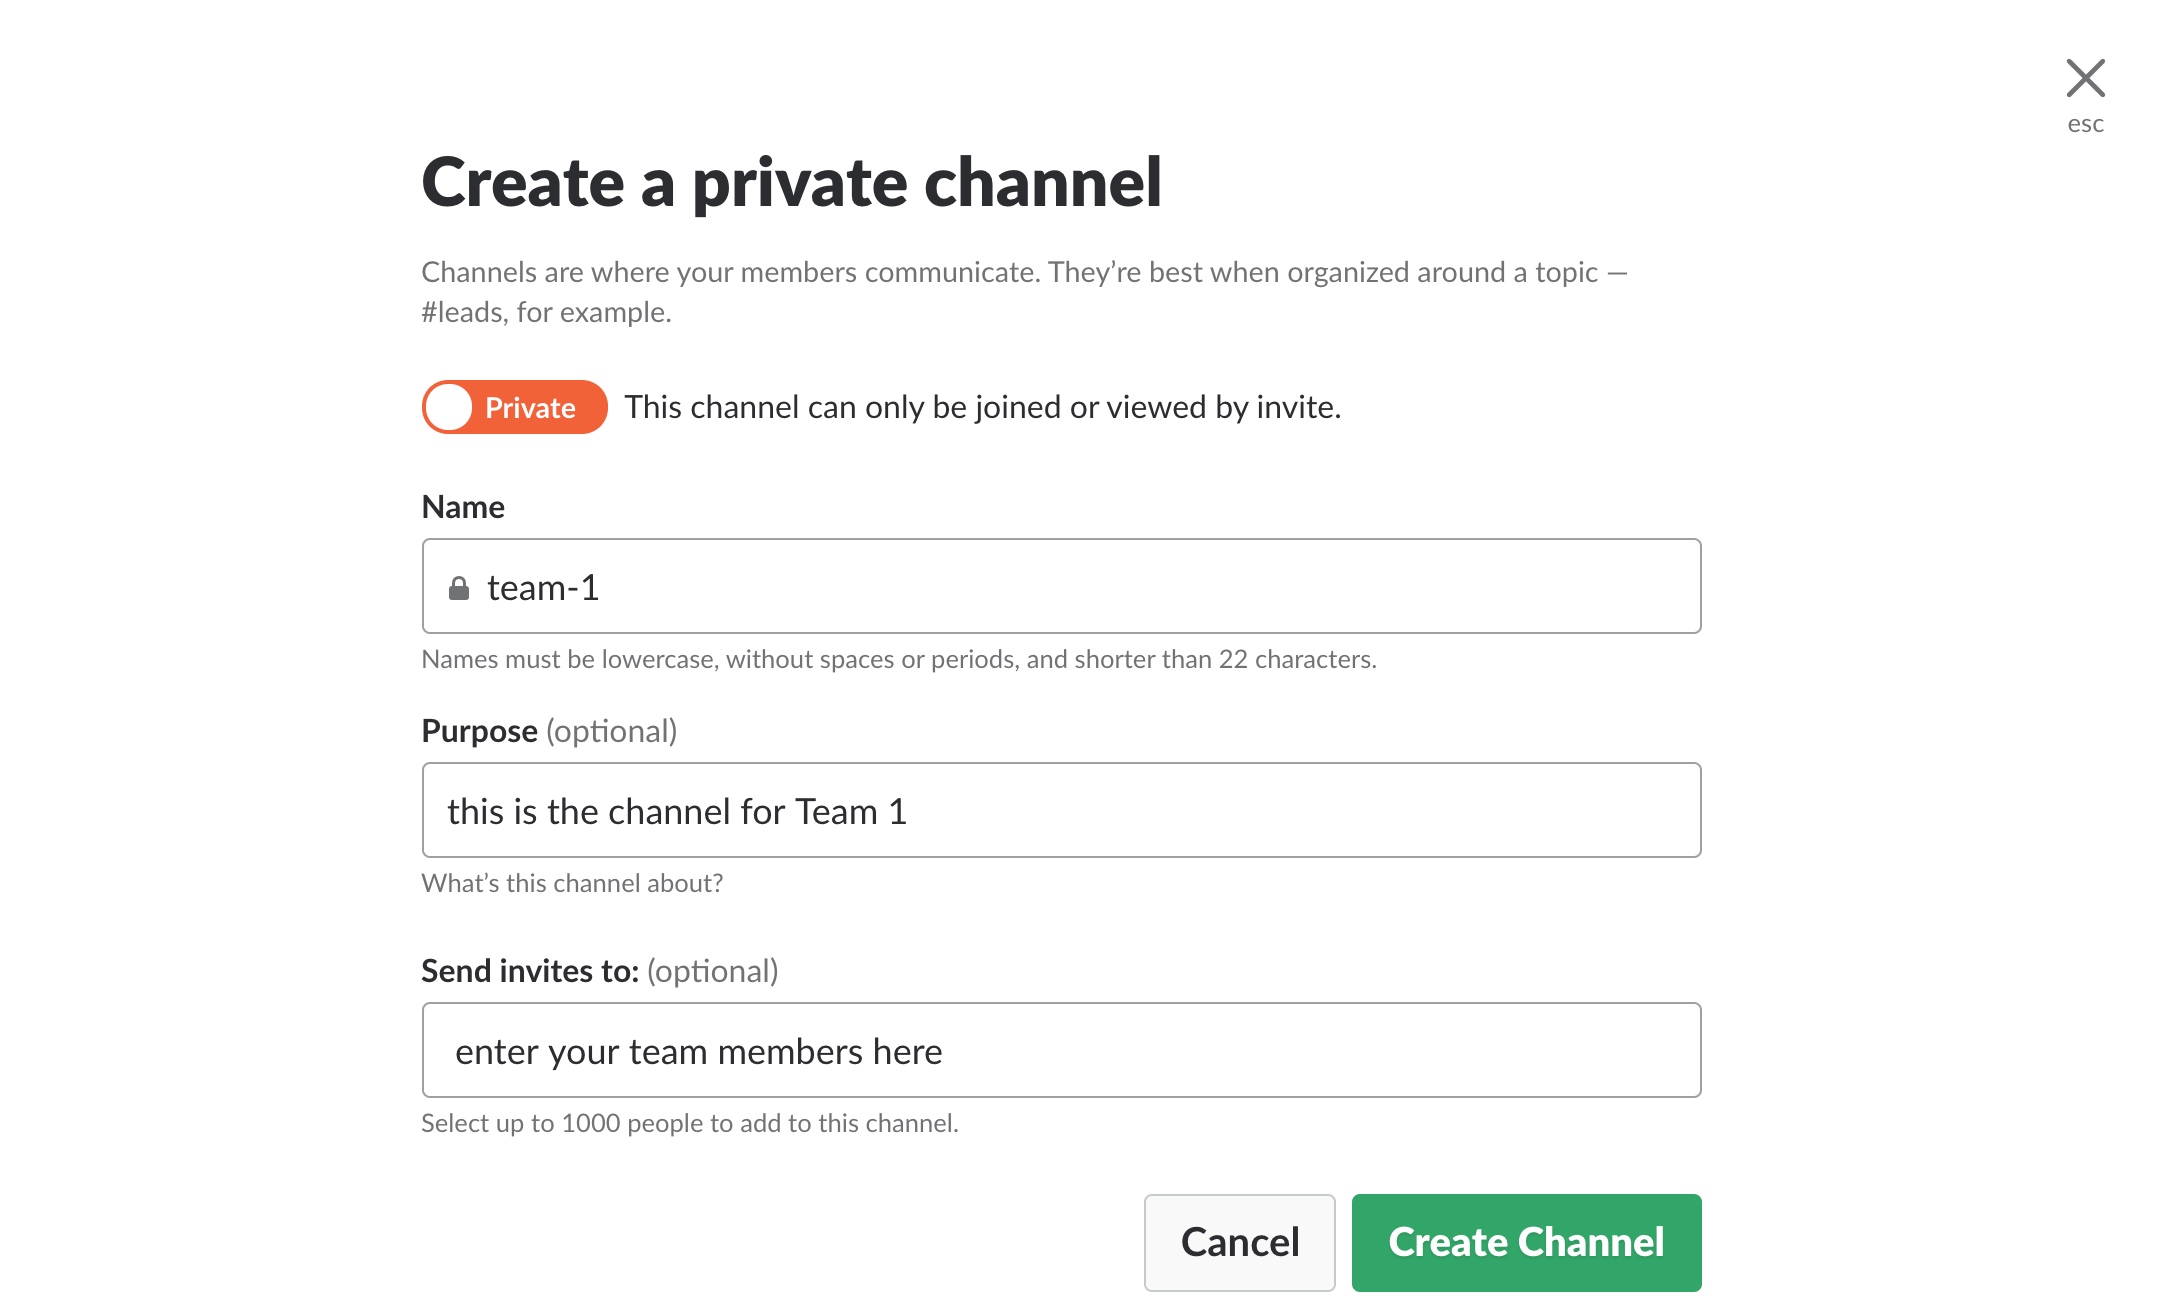 esc
Create a private channel
Channels are where your members communicate. They’re best when organized around a topic —
#leads, for example.
Private This channel can only be joined or viewed by invite.
Name
team-1
Names must be lowercase, without spaces or periods, and shorter than 22 characters.
Purpose (optional)
this is the channel for Team 1
What’s this channel about?
Send invites to: (optional)
enter your team members here
Select up to 1000 people to add to this channel.
Cancel Create Channel